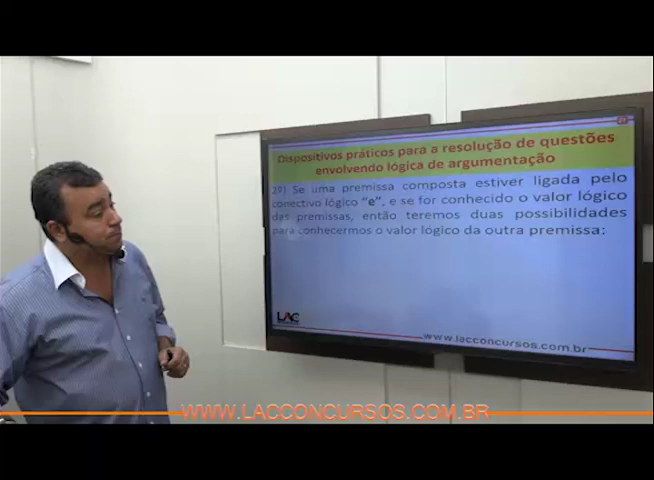 Dispositivos práticos para a resolução de questões
envolvendo lógica de argumentação
2º) Se uma premissa composta estiver ligada pelo
conectivo lógico "e", e se for conhecido o valor lógico
das premissas, então teremos duas possibilidades
para conhecermos o valor lógico da outra premissa:
LAC
www.lacconcursos.com.br
WWW.LACCONCURSOS.COM.BR